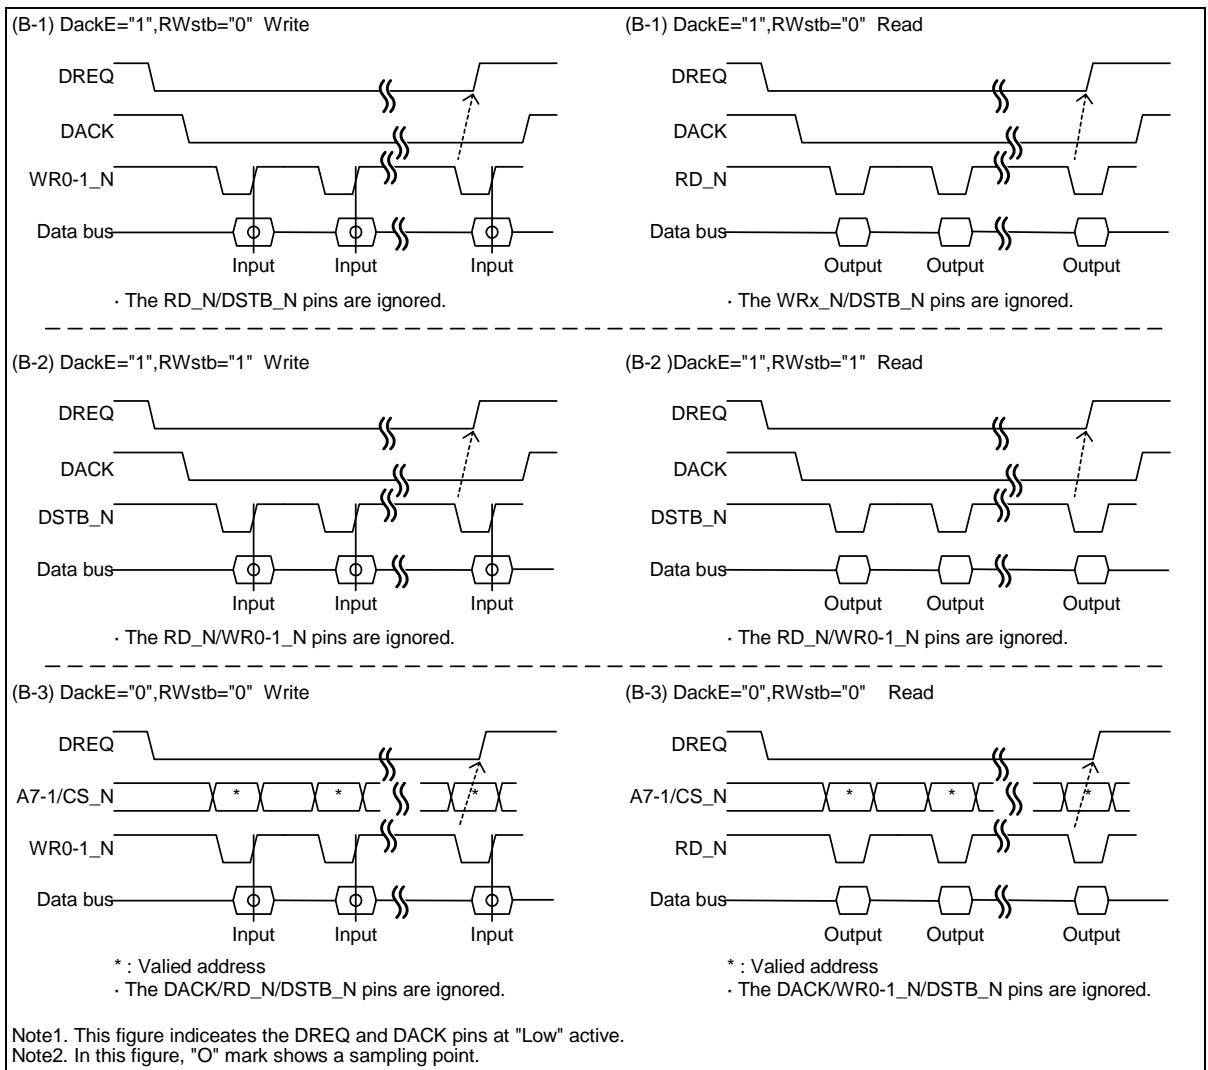 (B-1) DackE="1",RWstb="0" Write
DREQ
DACK
WR0-1_N
Data bus
Input Input Input
· The RD_N/DSTB_N pins are ignored.
(B-1) DackE="1",RWstb="0" Read
DREQ
DACK
RD_N
Data bus
Output Output Output
· The WRx_N/DSTB_N pins are ignored.
(B-2) DackE="1",RWstb="1" Write
DREQ
DACK
DSTB_N
Data bus
Input Input Input
· The RD_N/WR0-1_N pins are ignored.
(B-2 )DackE="1",RWstb="1" Read
DREQ
DACK
DSTB_N
Data bus
Output Output Output
· The RD_N/WR0-1_N pins are ignored.
(B-3) DackE="0",RWstb="0" Write
DREQ
A7-1/CS_N * * *
WR0-1_N
Data bus
Input Input Input
* : Valied address
· The DACK/RD_N/DSTB_N pins are ignored.
(B-3) DackE="0",RWstb="0" Read
DREQ
A7-1/CS_N * * *
RD_N
Data bus
Output Output Output
* : Valied address
· The DACK/WR0-1_N/DSTB_N pins are ignored.
Note1. This figure indiceates the DREQ and DACK pins at "Low" active.
Note2. In this figure, "O" mark shows a sampling point.